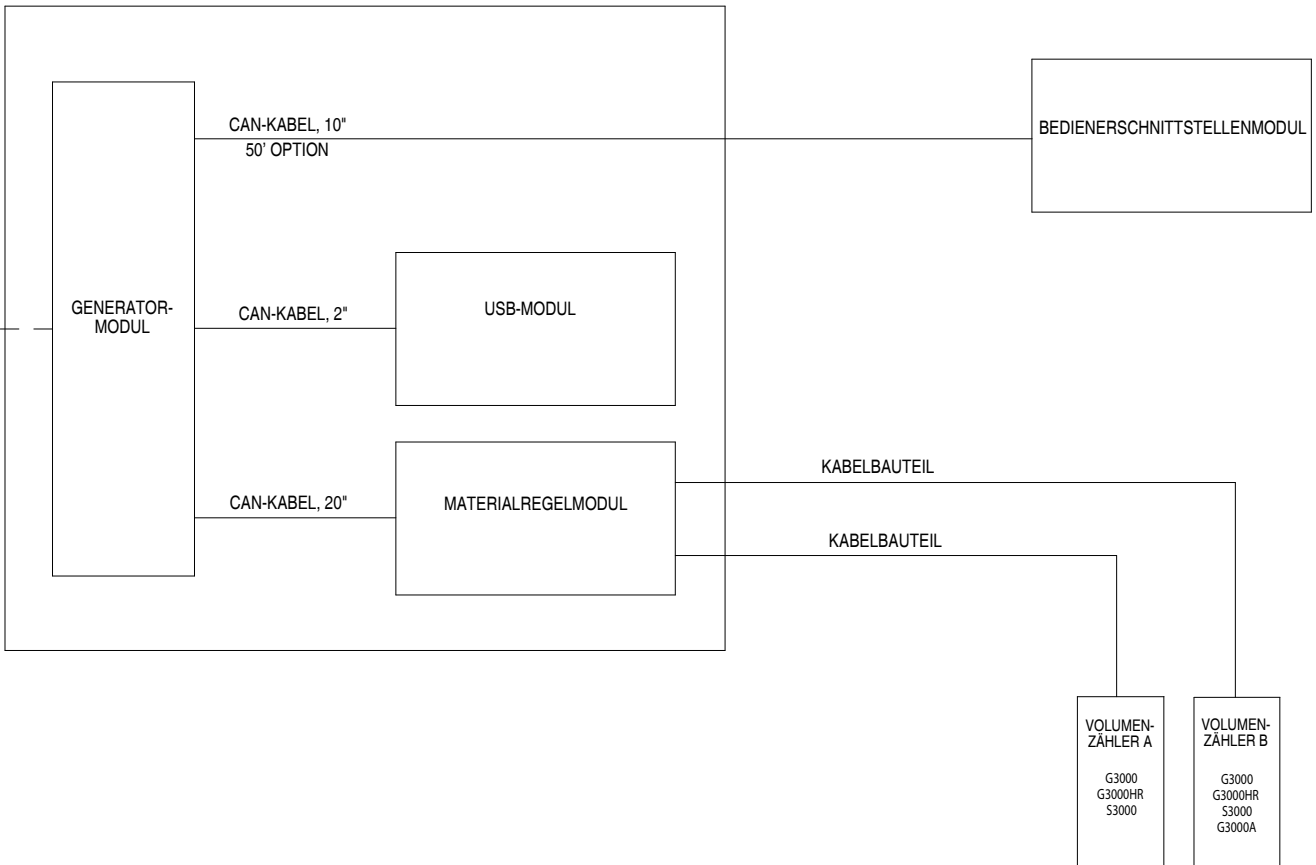 CAN-KABEL, 10"
50' OPTION
BEDIENERSCHNITTSTELLENMODUL
GENERATOR-
MODUL
CAN-KABEL, 2"
USB-MODUL
CAN-KABEL, 20"
MATERIALREGELMODUL
KABELBAUTEIL
KABELBAUTEIL
VOLUMEN-
ZÄHLER A
G3000
G3000HR
S3000
VOLUMEN-
ZÄHLER B
G3000
G3000HR
S3000
G3000A